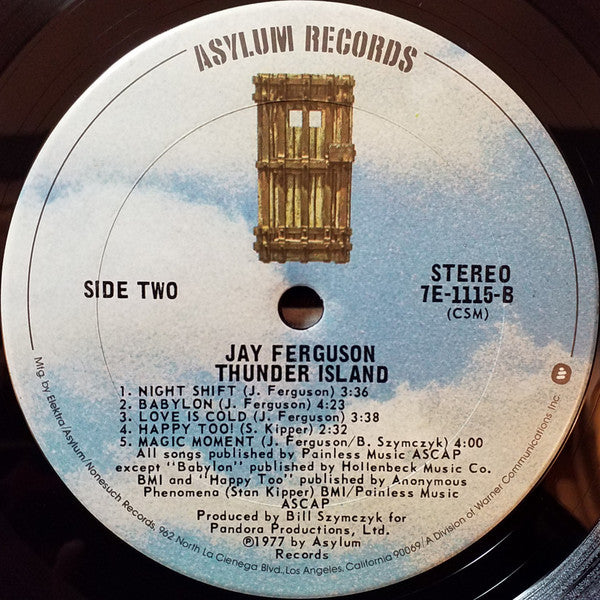 ASYLUM RECORDS
SIDE TWO
STEREO
7E-1115-B
(CSM)
JAY FERGUSON
THUNDER ISLAND
1. NIGHT SHIFT (J. Ferguson) 3:36
2. BABYLON (J. Ferguson) 4:23
3. LOVE IS COLD (J. Ferguson) 3:38
4. HAPPY TOO! (S. Kipper) 2:32
5. MAGIC MOMENT (J. Ferguson/B. Szymczyk) 4:00
All songs published by Painless Music ASCAP
except "Babylon" published by Hollenbeck Music Co.
BMI and "Happy Too" published by Anonymous
Phenomena (Stan Kipper) BMI/Painless Music
ASCAP
Produced by Bill Szymczyk for
Pandora Productions, Ltd.
℗1977 by Asylum
Records
Mfg. by Elektra/Asylum/Nonesuch Records, 962 North La Cienega Blvd., Los Angeles, California 90069/A Division of Warner Communications Inc.